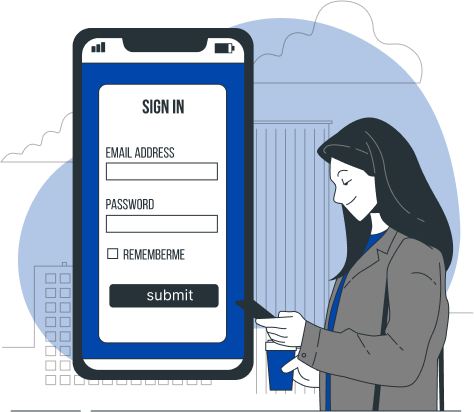 SIGN IN
EMAIL ADDRESS
PASSWORD
REMEMBERME
submit